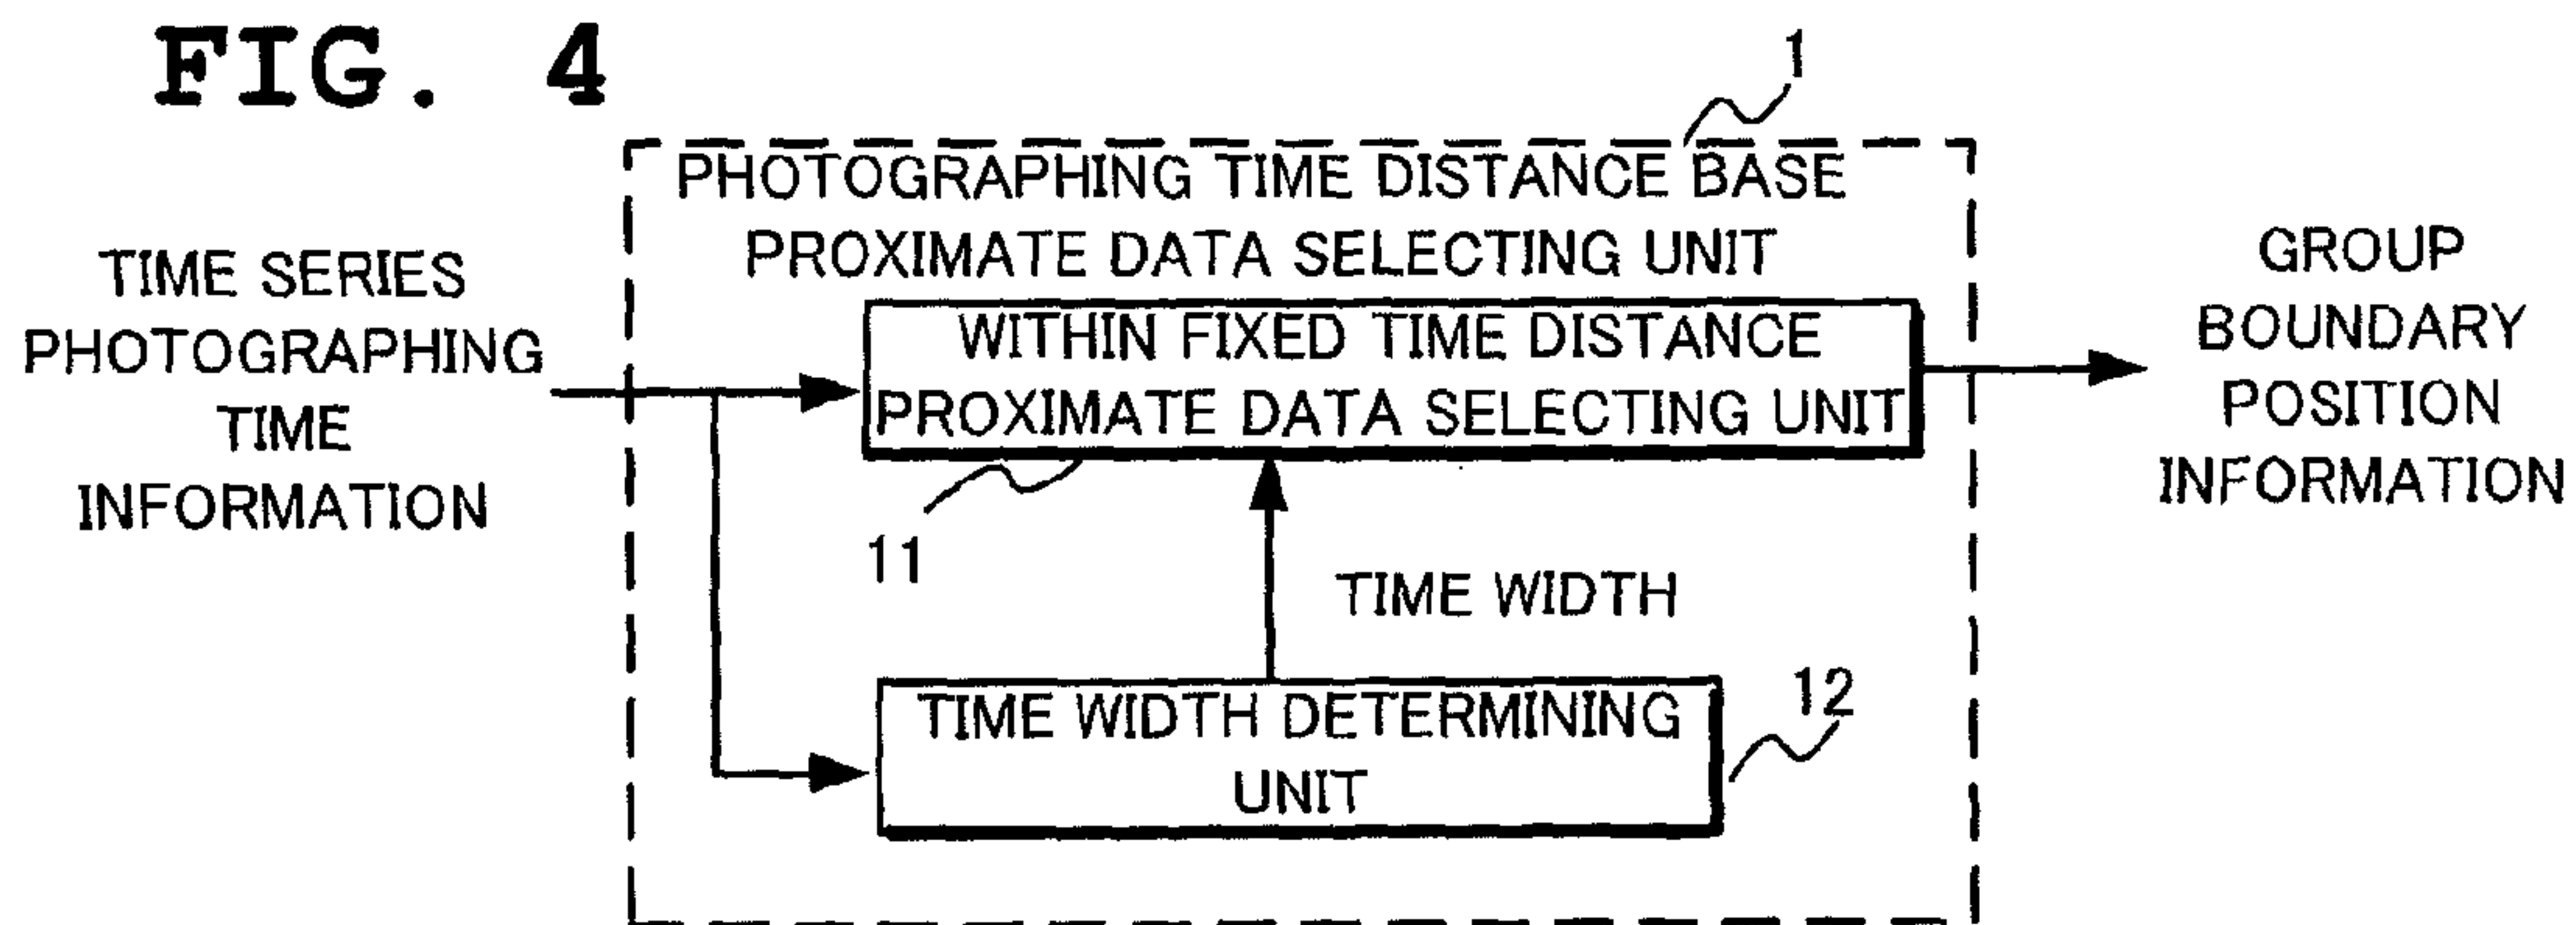 FIG. 4
1
PHOTOGRAPHING TIME DISTANCE BASE
PROXIMATE DATA SELECTING UNIT
TIME SERIES
PHOTOGRAPHING
TIME
INFORMATION
WITHIN FIXED TIME DISTANCE
PROXIMATE DATA SELECTING UNIT
11
GROUP
BOUNDARY
POSITION
INFORMATION
TIME WIDTH
TIME WIDTH DETERMINING
UNIT
12